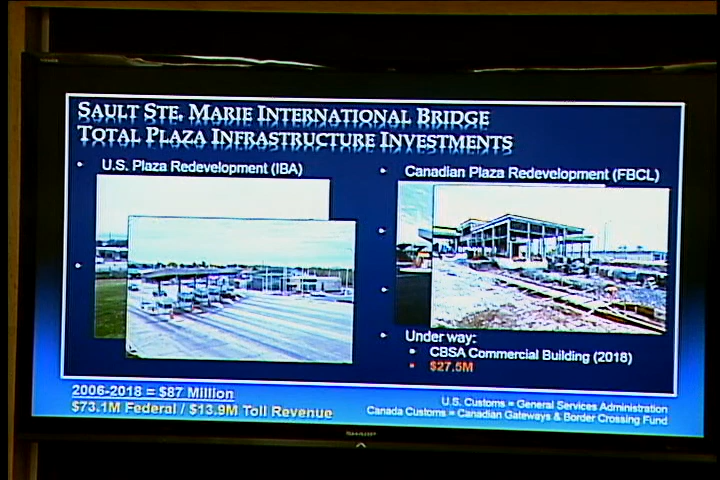 SAULT STE. MARIE INTERNATIONAL BRIDGE
TOTAL PLAZA INFRASTRUCTURE INVESTMENTS
• U.S. Plaza Redevelopment (IBA)
• Canadian Plaza Redevelopment (FBCL)
• Under way:
• CBSA Commercial Building (2018)
• $27.5M
2006-2018 = $87 Million
$73.1M Federal / $13.9M Toll Revenue
U.S. Customs = General Services Administration
Canada Customs = Canadian Gateways & Border Crossing Fund